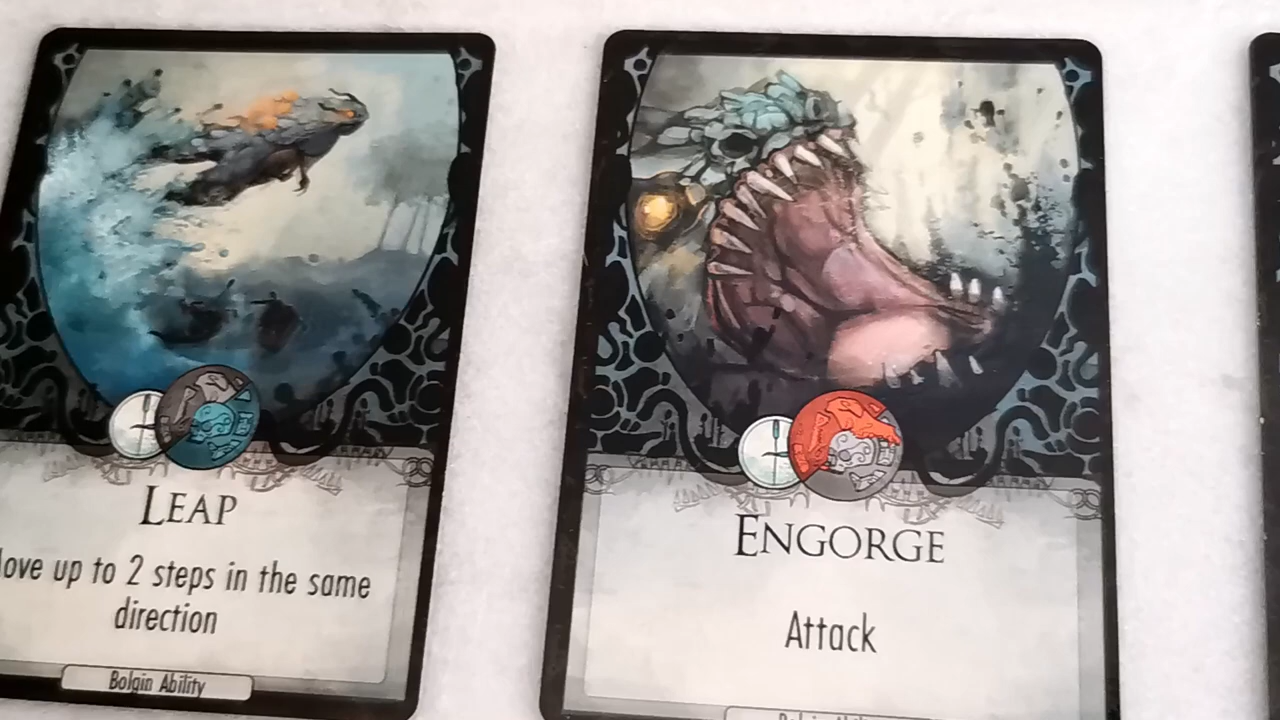 LEAP
ove up to 2 steps in the same
direction
Bolgin Ability
ENGORGE
Attack